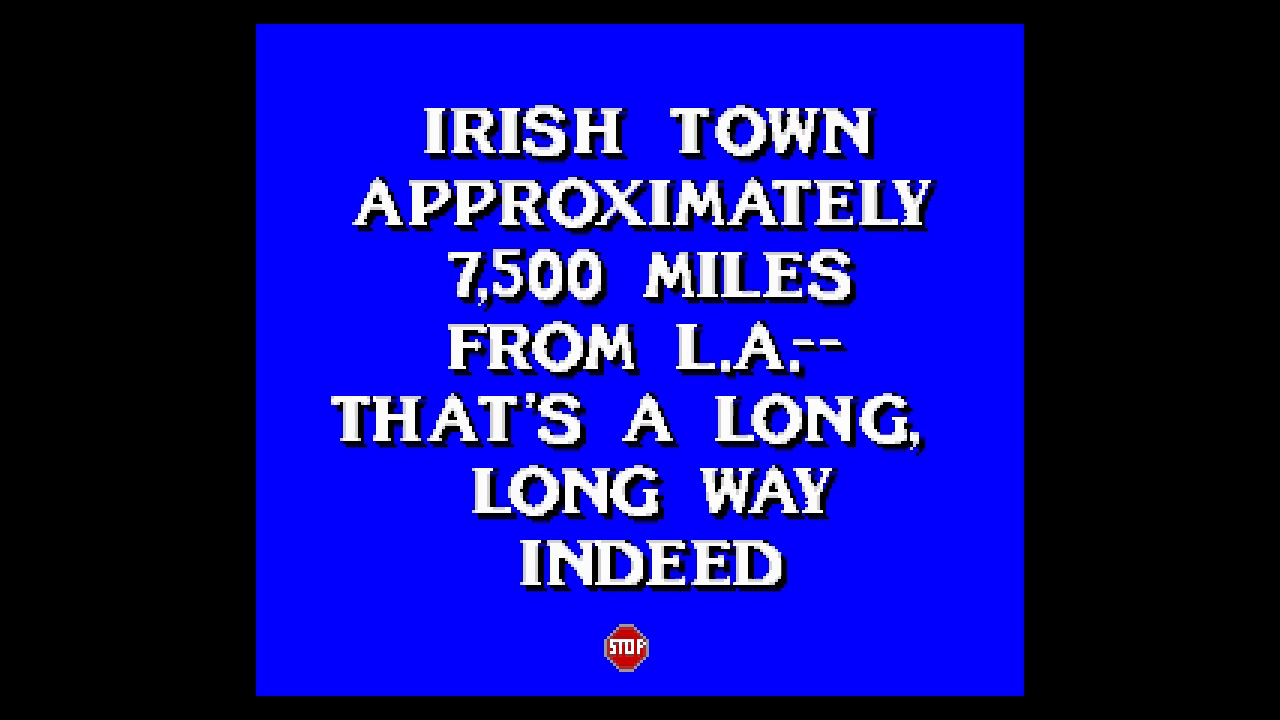 IRISH TOWN
APPROXIMATELY
7,500 MILES
FROM L.A.--
THAT'S A LONG,
LONG WAY
INDEED
STOP